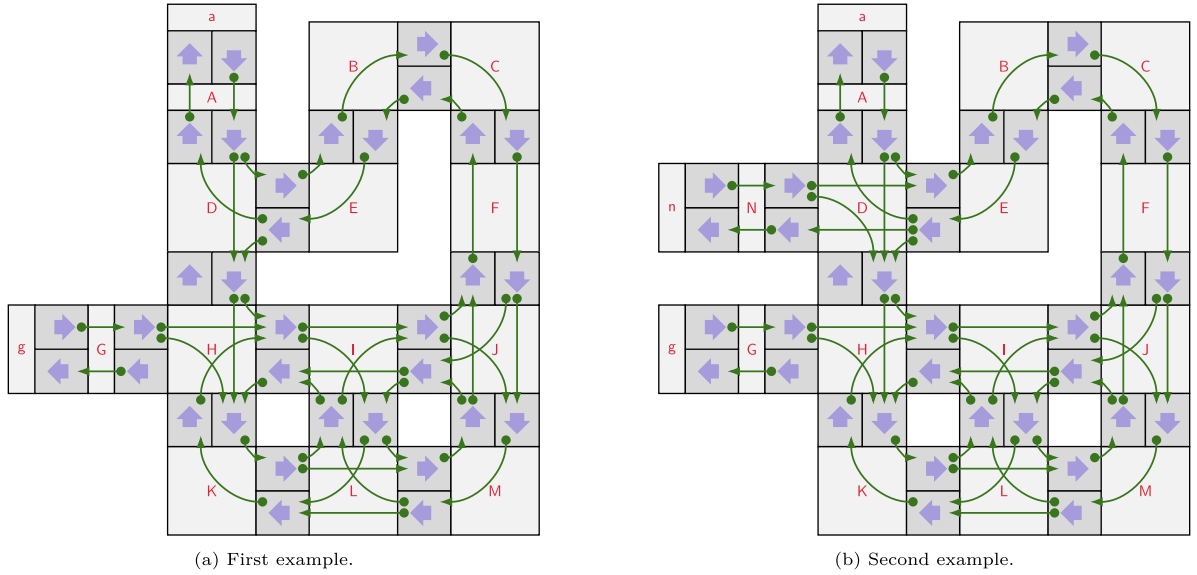 a
B
C
A
D
E
F
g
G
H
I
J
K
L
M
(a) First example.
a
B
C
A
n
N
D
E
F
g
G
H
I
J
K
L
M
(b) Second example.